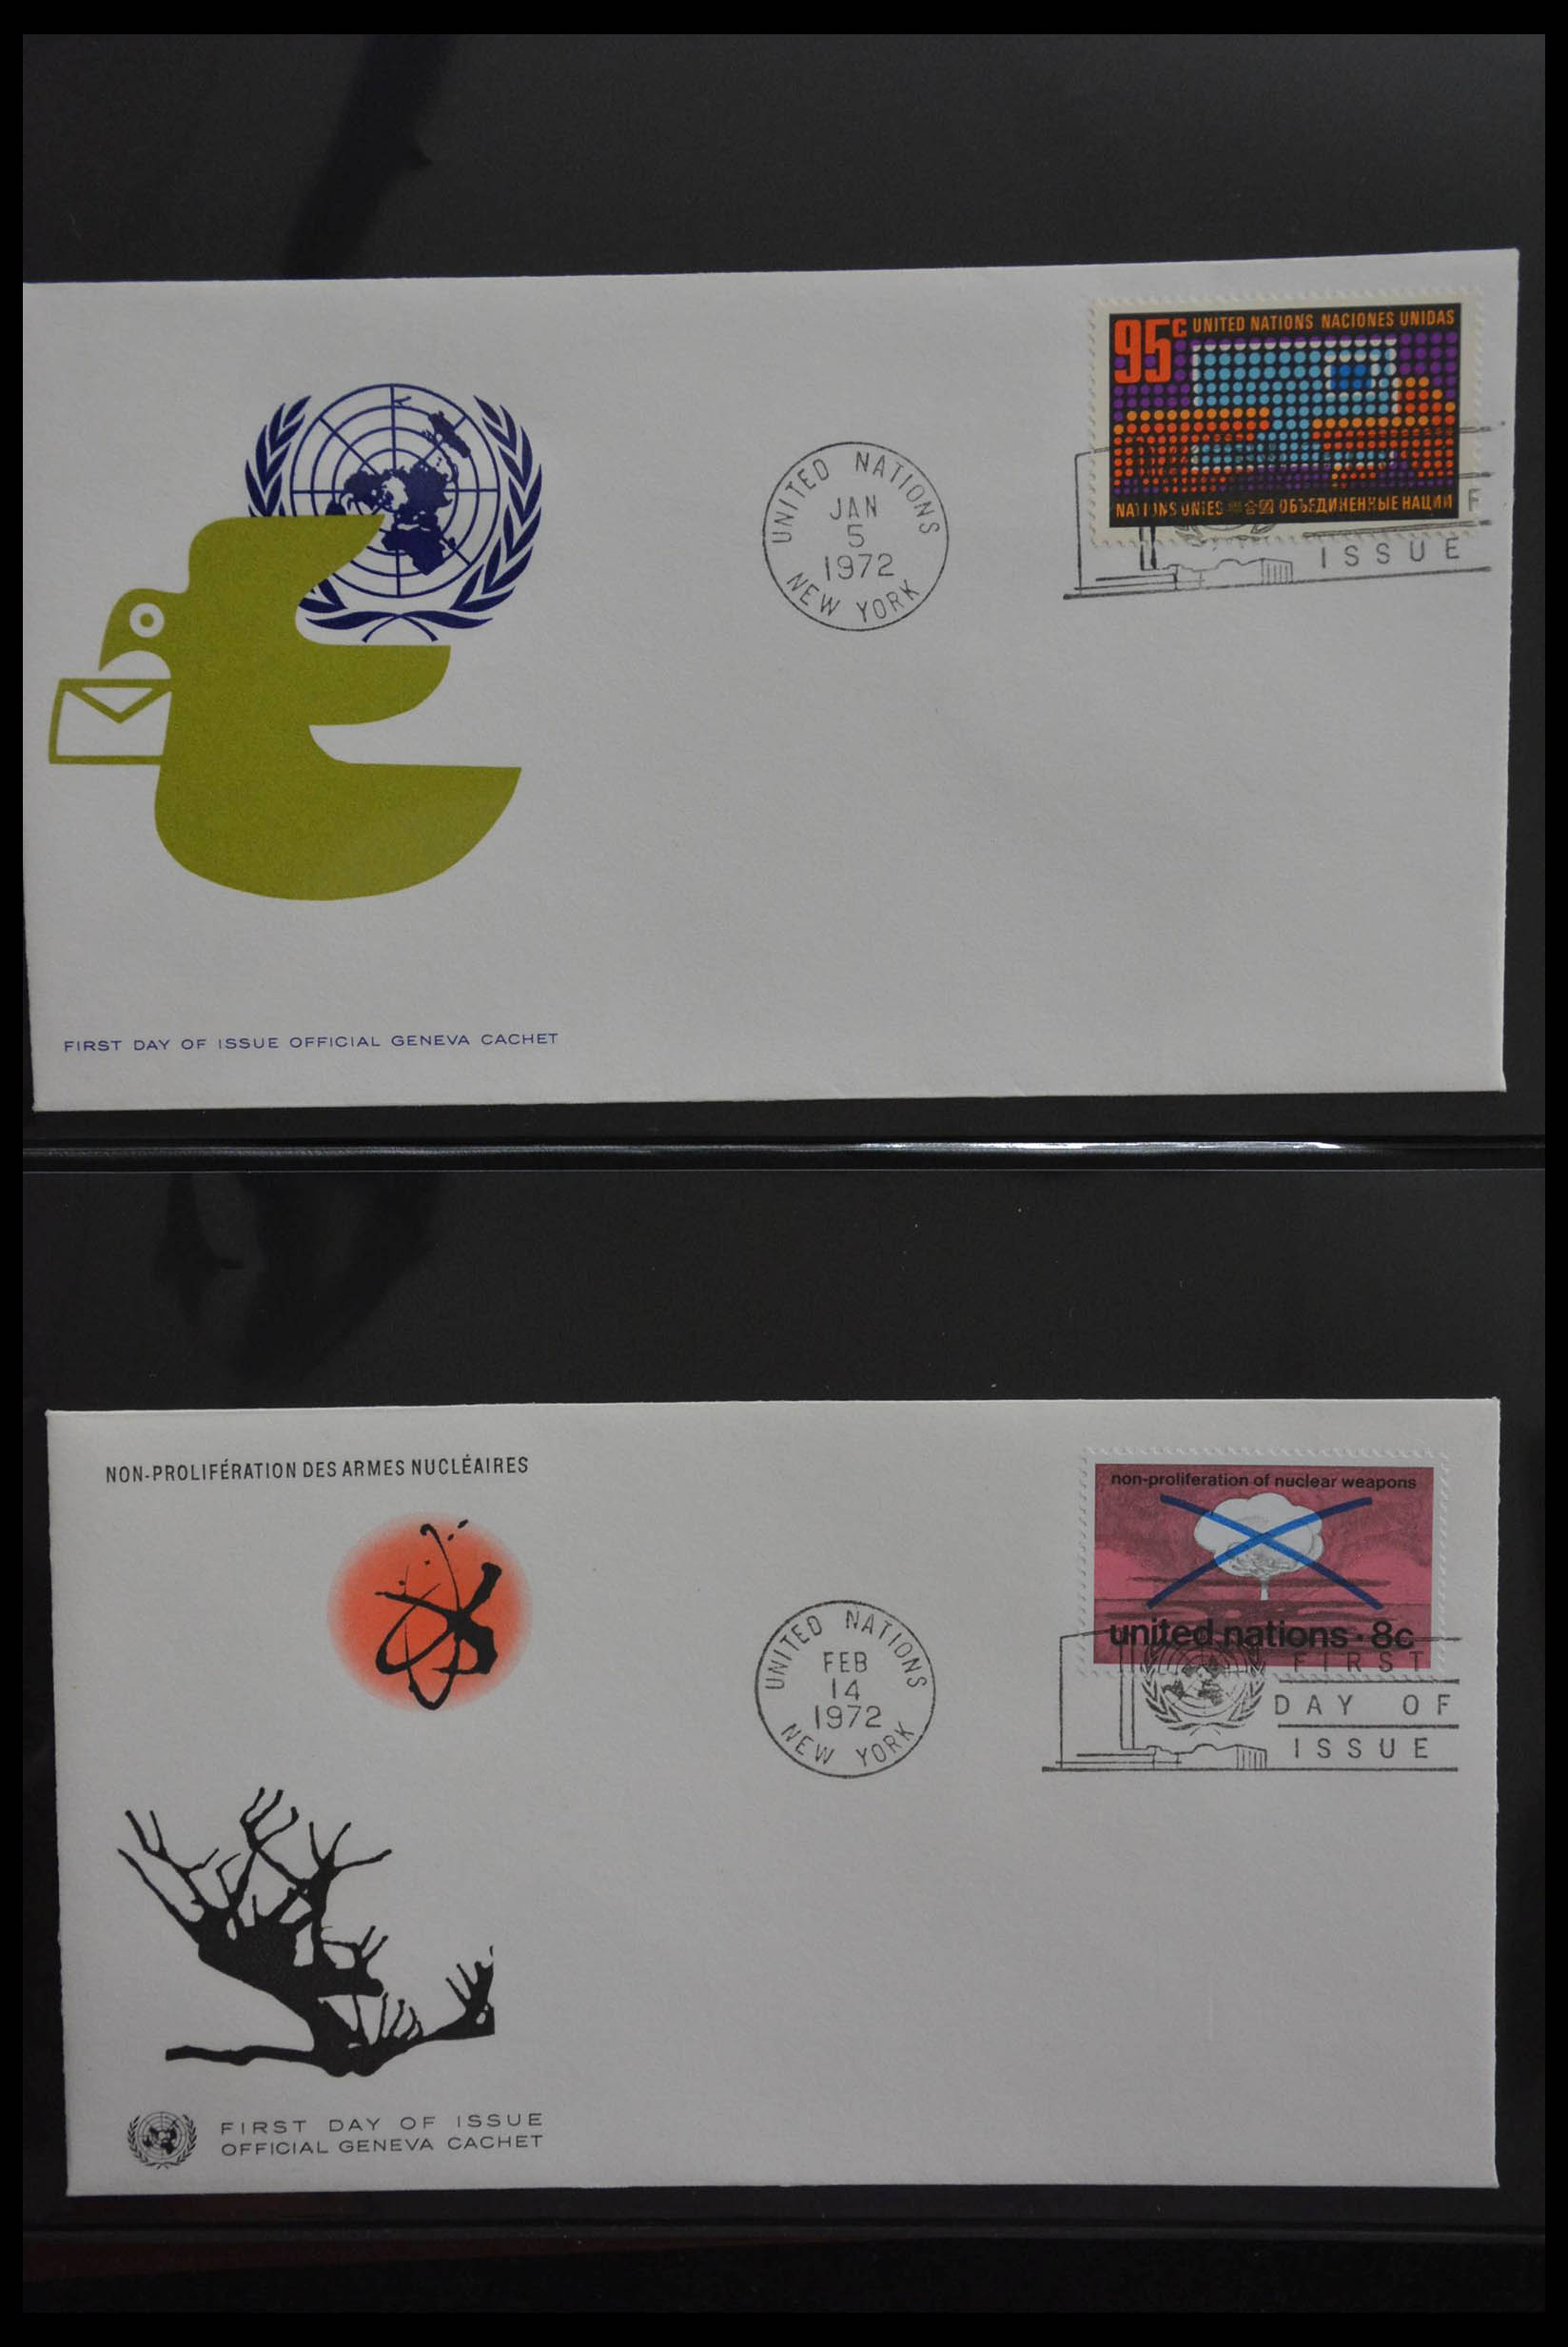 95c UNITED NATIONS NACIONES UNIDAS
NATIONS UNIES ОБЪЕДИНЕННЫЕ НАЦИИ
UNITED NATIONS
JAN
5
1972
NEW YORK
F
ISSUE
FIRST DAY OF ISSUE OFFICIAL GENEVA CACHET
NON-PROLIFÉRATION DES ARMES NUCLÉAIRES
non-proliferation of nuclear weapons
united nations · 8c
UNITED NATIONS
FEB
14
1972
NEW YORK
FIRST
DAY OF
ISSUE
FIRST DAY OF ISSUE
OFFICIAL GENEVA CACHET